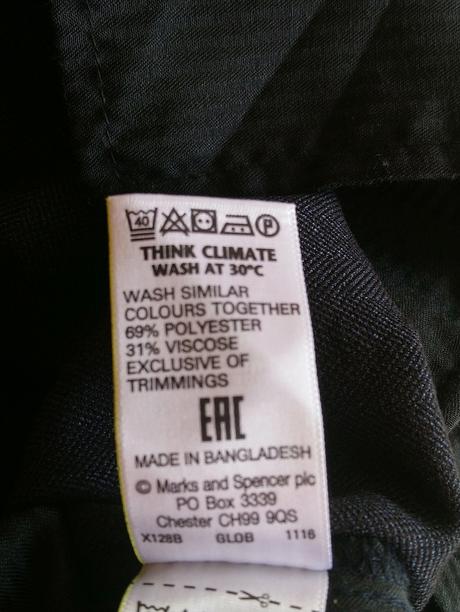 40 P
THINK CLIMATE
WASH AT 30°C
WASH SIMILAR
COLOURS TOGETHER
69% POLYESTER
31% VISCOSE
EXCLUSIVE OF
TRIMMINGS
EAC
MADE IN BANGLADESH
© Marks and Spencer plc
PO Box 3339
Chester CH99 9QS
X128B GLOB 1116